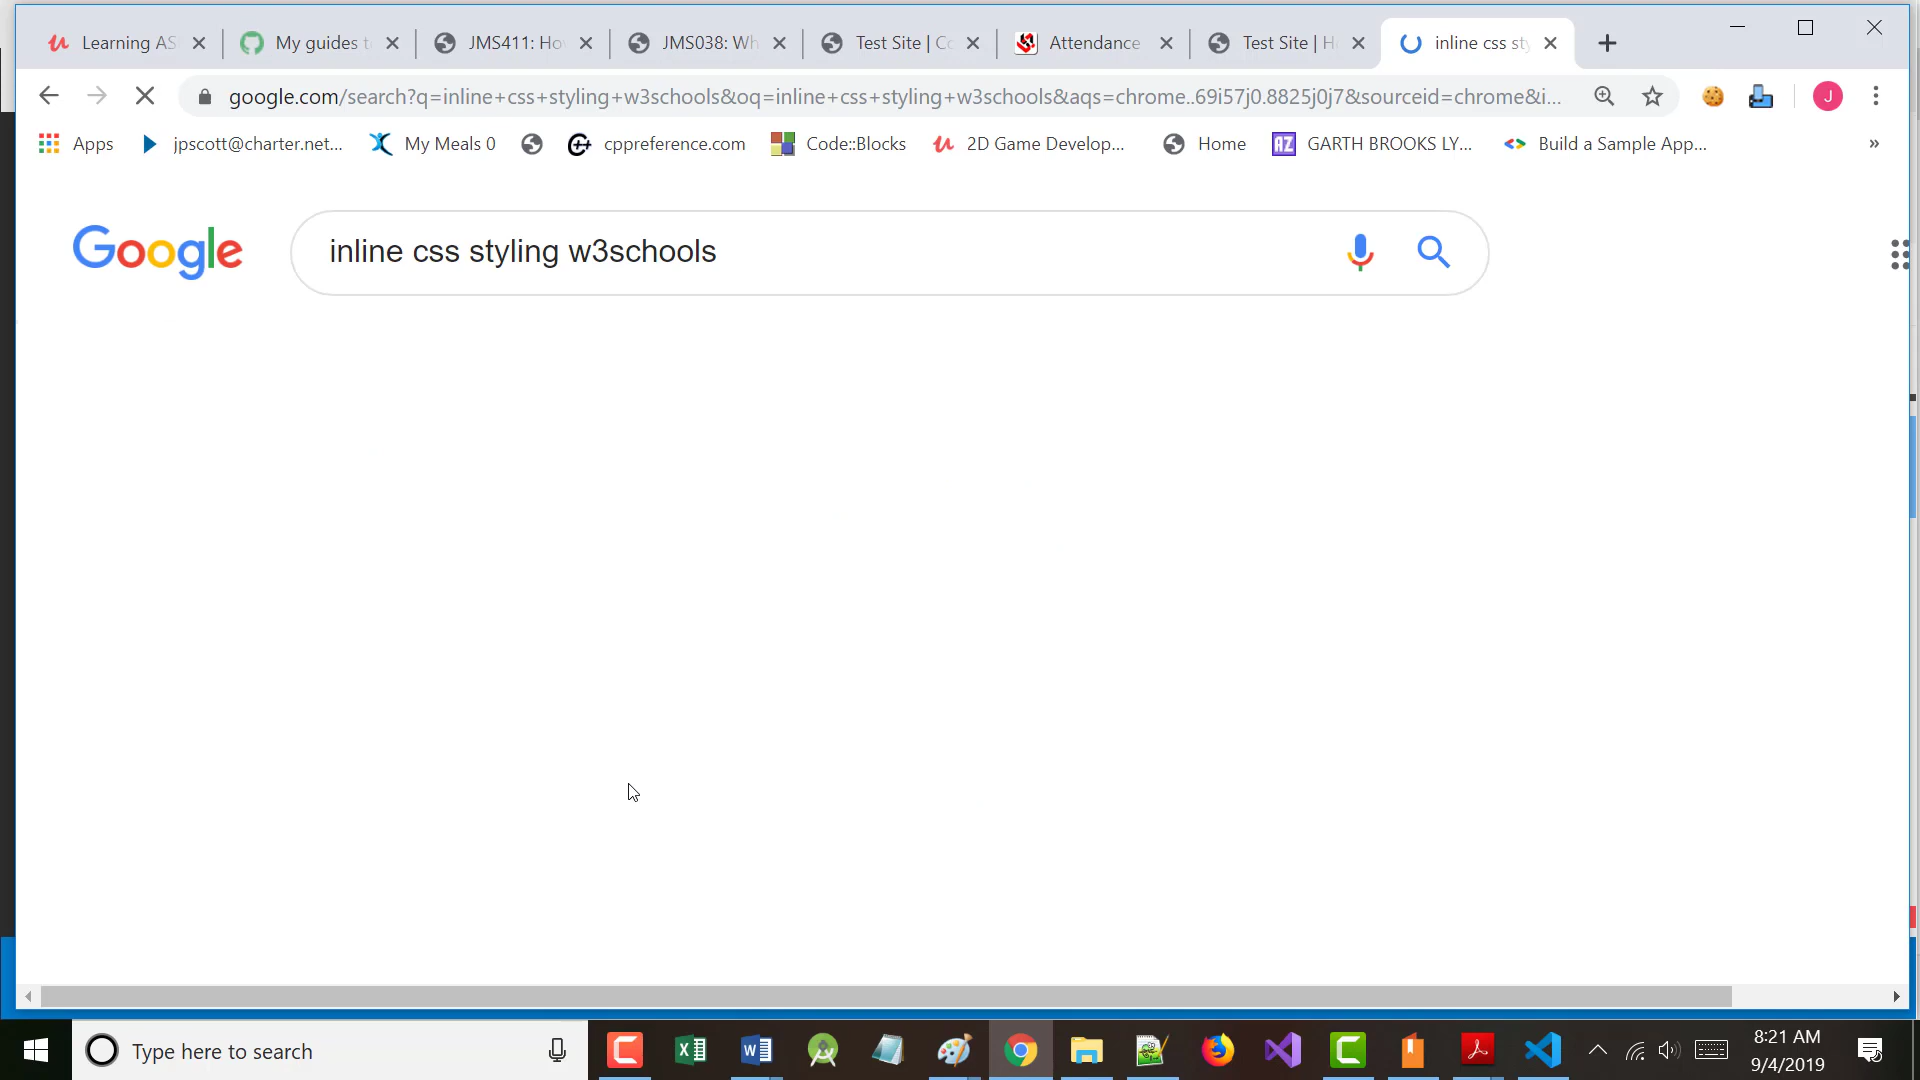 Learning AS
My guides t
JMS411: Ho
JMS038: Wh
Test Site | Co
Attendance
Test Site | H
inline css sty
google.com/search?q=inline+css+styling+w3schools&oq=inline+css+styling+w3schools&aqs=chrome..69i57j0.8825j0j7&sourceid=chrome&i...
J
Apps
jpscott@charter.net...
My Meals 0
cppreference.com
Code::Blocks
2D Game Develop...
Home
AZ
GARTH BROOKS LY...
Build a Sample App...
»
Google
inline css styling w3schools
Type here to search
8:21 AM
9/4/2019